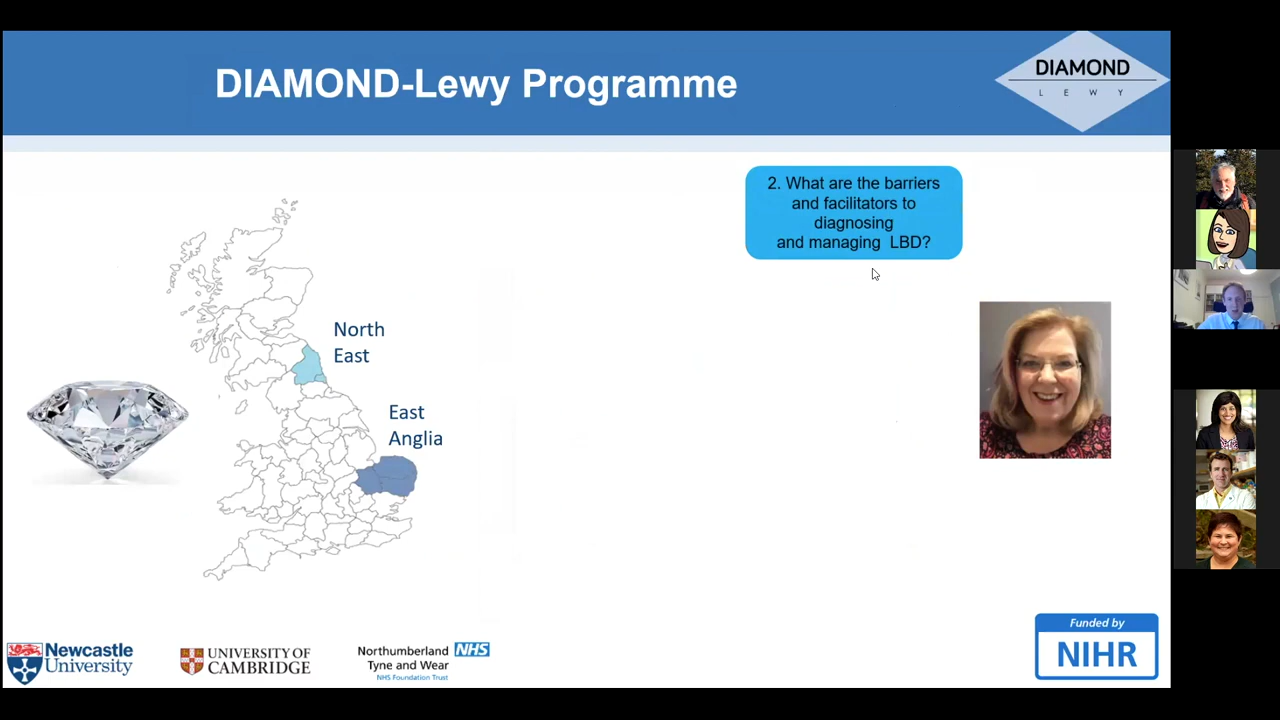 DIAMOND-Lewy Programme
DIAMOND
LEWY
2. What are the barriers
and facilitators to
diagnosing
and managing LBD?
North
East
East
Anglia
Newcastle
University
UNIVERSITY OF
CAMBRIDGE
Northumberland NHS
Tyne and Wear
NHS Foundation Trust
Funded by
NIHR